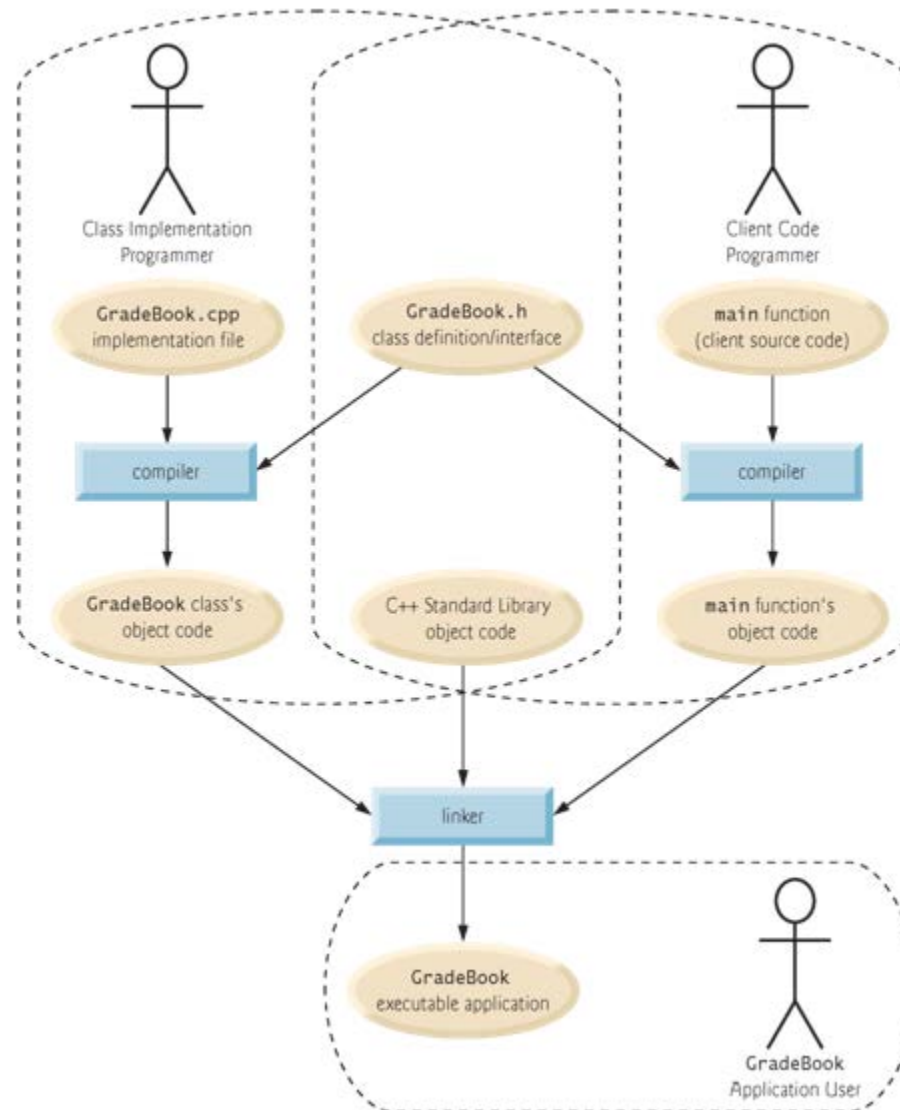 Class Implementation
Programmer
Client Code
Programmer
GradeBook.cpp
implementation file
GradeBook.h
class definition/interface
main function
(client source code)
compiler
compiler
GradeBook class's
object code
C++ Standard Library
object code
main function's
object code
linker
GradeBook
executable application
GradeBook
Application User